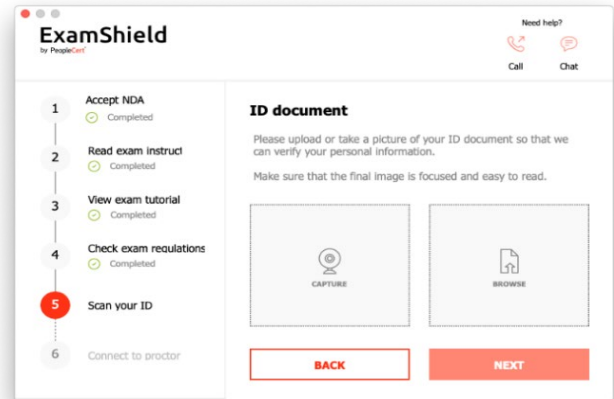 ExamShield
by PeopleCert
Need help?
Call
Chat
1
Accept NDA
Completed
2
Read exam instruct
Completed
3
View exam tutorial
Completed
4
Check exam regulations
Completed
5
Scan your ID
6
Connect to proctor
ID document
Please upload or take a picture of your ID document so that we
can verify your personal information.
Make sure that the final image is focused and easy to read.
CAPTURE
BROWSE
BACK
NEXT